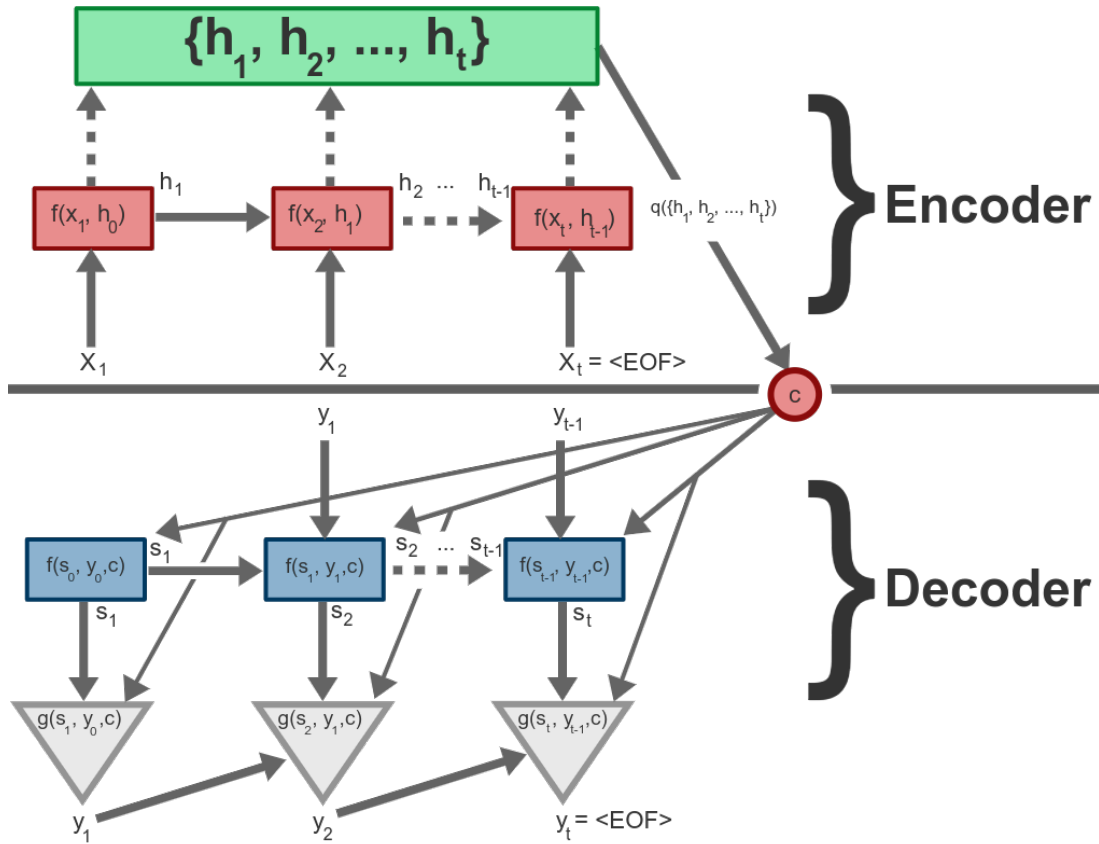 {h₁, h₂, ..., hₜ}
h₁
h₂ ... hₜ₋₁
f(x₁, h₀)
f(x₂, h₁)
f(xₜ, hₜ₋₁)
q({h₁, h₂, ..., hₜ})
} Encoder
X₁
X₂
Xₜ = <EOF>
c
y₁
yₜ₋₁
s₁
s₂ ... sₜ₋₁
f(s₀, y₀,c)
f(s₁, y₁,c)
f(sₜ₋₁, yₜ₋₁,c)
} Decoder
s₁
s₂
sₜ
g(s₁, y₀,c)
g(s₂, y₁,c)
g(sₜ, yₜ₋₁,c)
y₁
y₂
yₜ = <EOF>